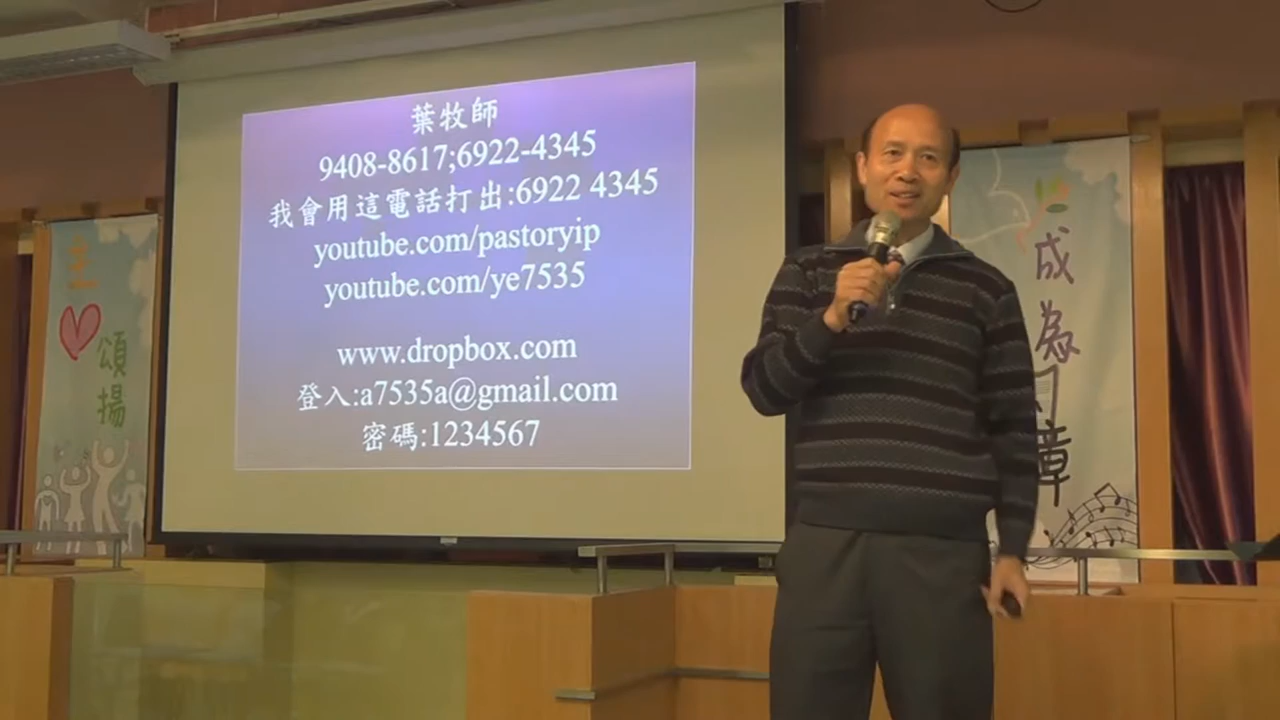 葉牧師
9408-8617;6922-4345
我會用這電話打出:6922 4345
youtube.com/pastoryip
youtube.com/ye7535
www.dropbox.com
登入:a7535a@gmail.com
密碼:1234567
主
頌揚
成為
章